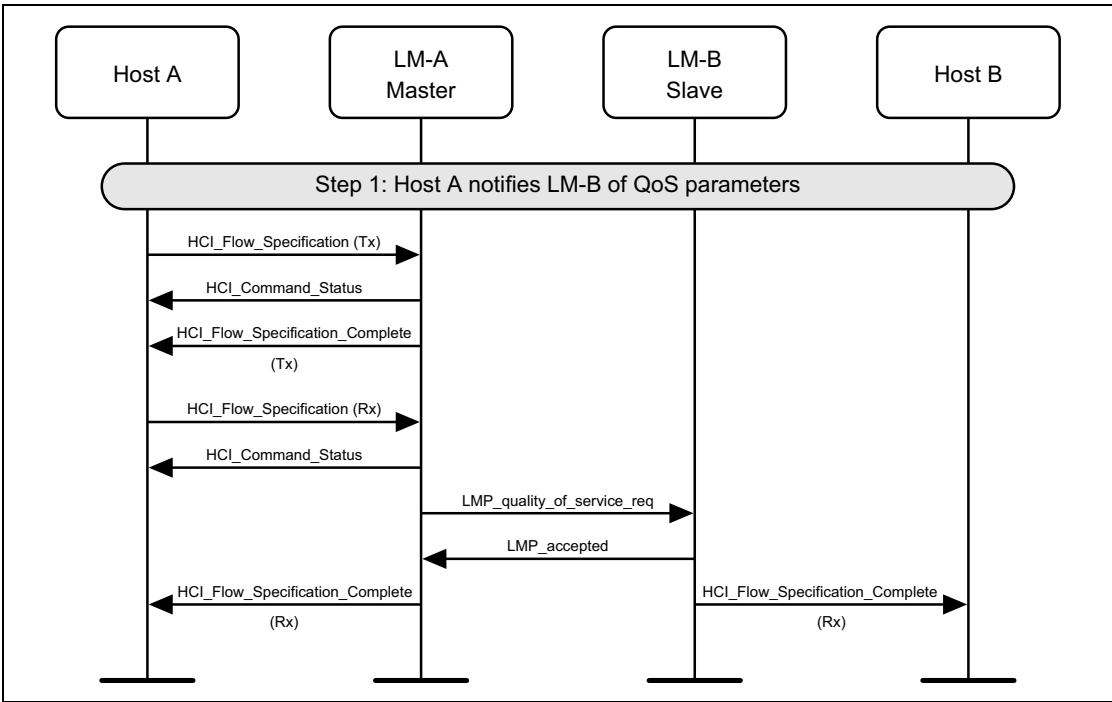 Host A
LM-A
Master
LM-B
Slave
Host B
Step 1: Host A notifies LM-B of QoS parameters
HCI_Flow_Specification (Tx)
HCI_Command_Status
HCI_Flow_Specification_Complete
(Tx)
HCI_Flow_Specification (Rx)
HCI_Command_Status
LMP_quality_of_service_req
LMP_accepted
HCI_Flow_Specification_Complete
(Rx)
HCI_Flow_Specification_Complete
(Rx)